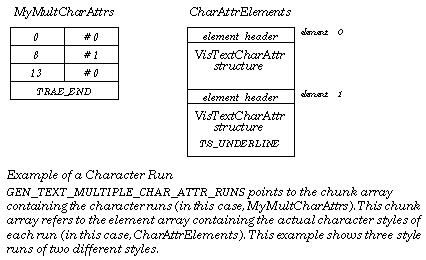 MyMultCharAttrs
CharAttrElements
0 # 0
8 # 1
13 # 0
TRAE_END
element header
VisTextCharAttr
structure
element header
VisTextCharAttr
structure
TS_UNDERLINE
element 0
element 1
Example of a Character Run
GEN_TEXT_MULTIPLE_CHAR_ATTR_RUNS points to the chunk array
containing the character runs (in this case, MyMultCharAttrs). This chunk
array refers to the element array containing the actual character styles of
each run (in this case, CharAttrElements). This example shows three style
runs of two different styles.